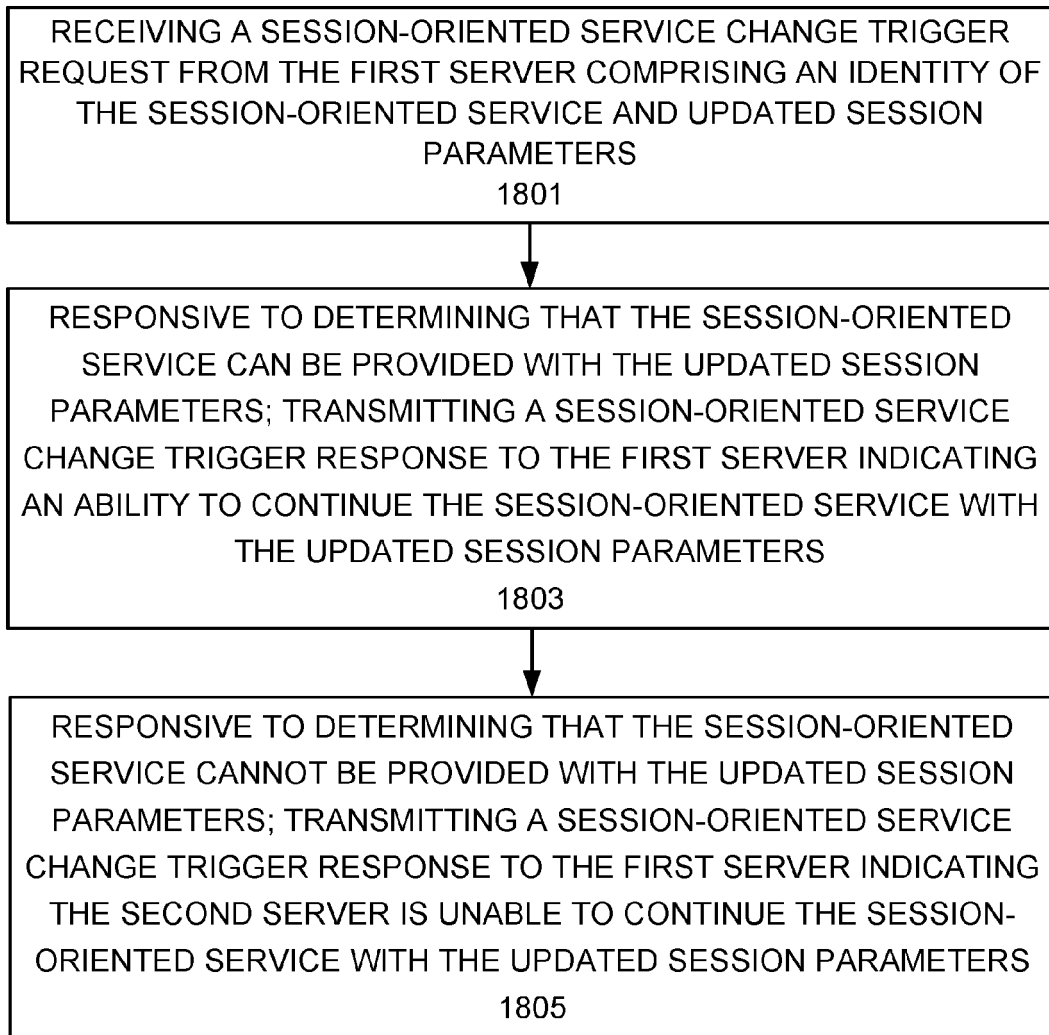 RECEIVING A SESSION-ORIENTED SERVICE CHANGE TRIGGER
REQUEST FROM THE FIRST SERVER COMPRISING AN IDENTITY OF
THE SESSION-ORIENTED SERVICE AND UPDATED SESSION
PARAMETERS
1801
RESPONSIVE TO DETERMINING THAT THE SESSION-ORIENTED
SERVICE CAN BE PROVIDED WITH THE UPDATED SESSION
PARAMETERS; TRANSMITTING A SESSION-ORIENTED SERVICE
CHANGE TRIGGER RESPONSE TO THE FIRST SERVER INDICATING
AN ABILITY TO CONTINUE THE SESSION-ORIENTED SERVICE WITH
THE UPDATED SESSION PARAMETERS
1803
RESPONSIVE TO DETERMINING THAT THE SESSION-ORIENTED
SERVICE CANNOT BE PROVIDED WITH THE UPDATED SESSION
PARAMETERS; TRANSMITTING A SESSION-ORIENTED SERVICE
CHANGE TRIGGER RESPONSE TO THE FIRST SERVER INDICATING
THE SECOND SERVER IS UNABLE TO CONTINUE THE SESSION-
ORIENTED SERVICE WITH THE UPDATED SESSION PARAMETERS
1805